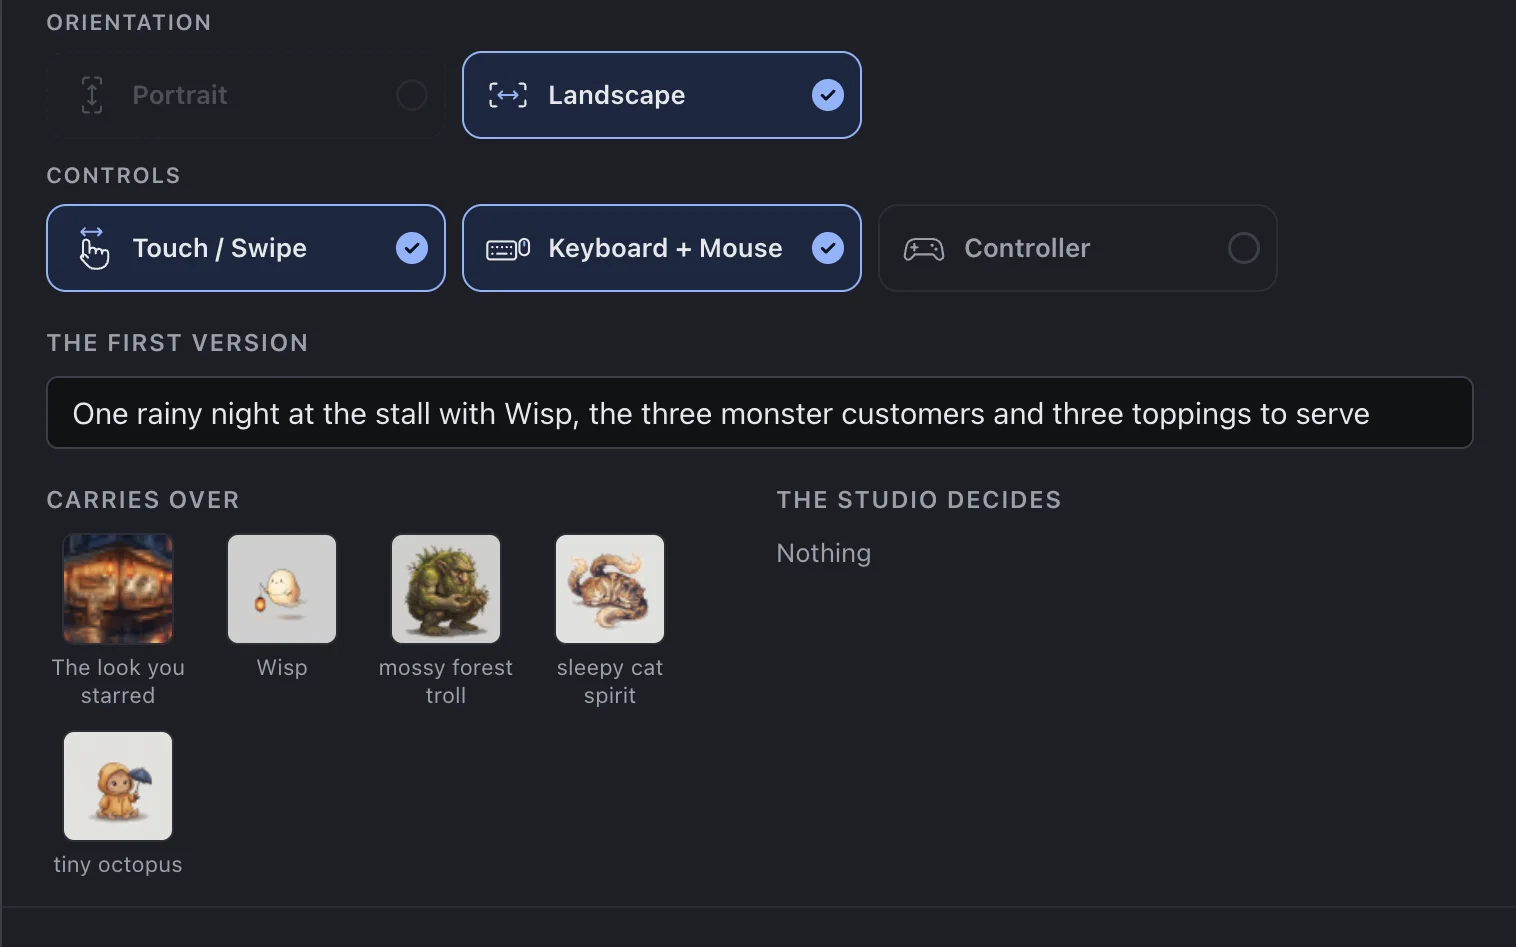 ORIENTATION
Portrait
Landscape
CONTROLS
Touch / Swipe
Keyboard + Mouse
Controller
THE FIRST VERSION
One rainy night at the stall with Wisp, the three monster customers and three toppings to serve
CARRIES OVER
THE STUDIO DECIDES
Nothing
The look you
starred
Wisp
mossy forest
troll
sleepy cat
spirit
tiny octopus